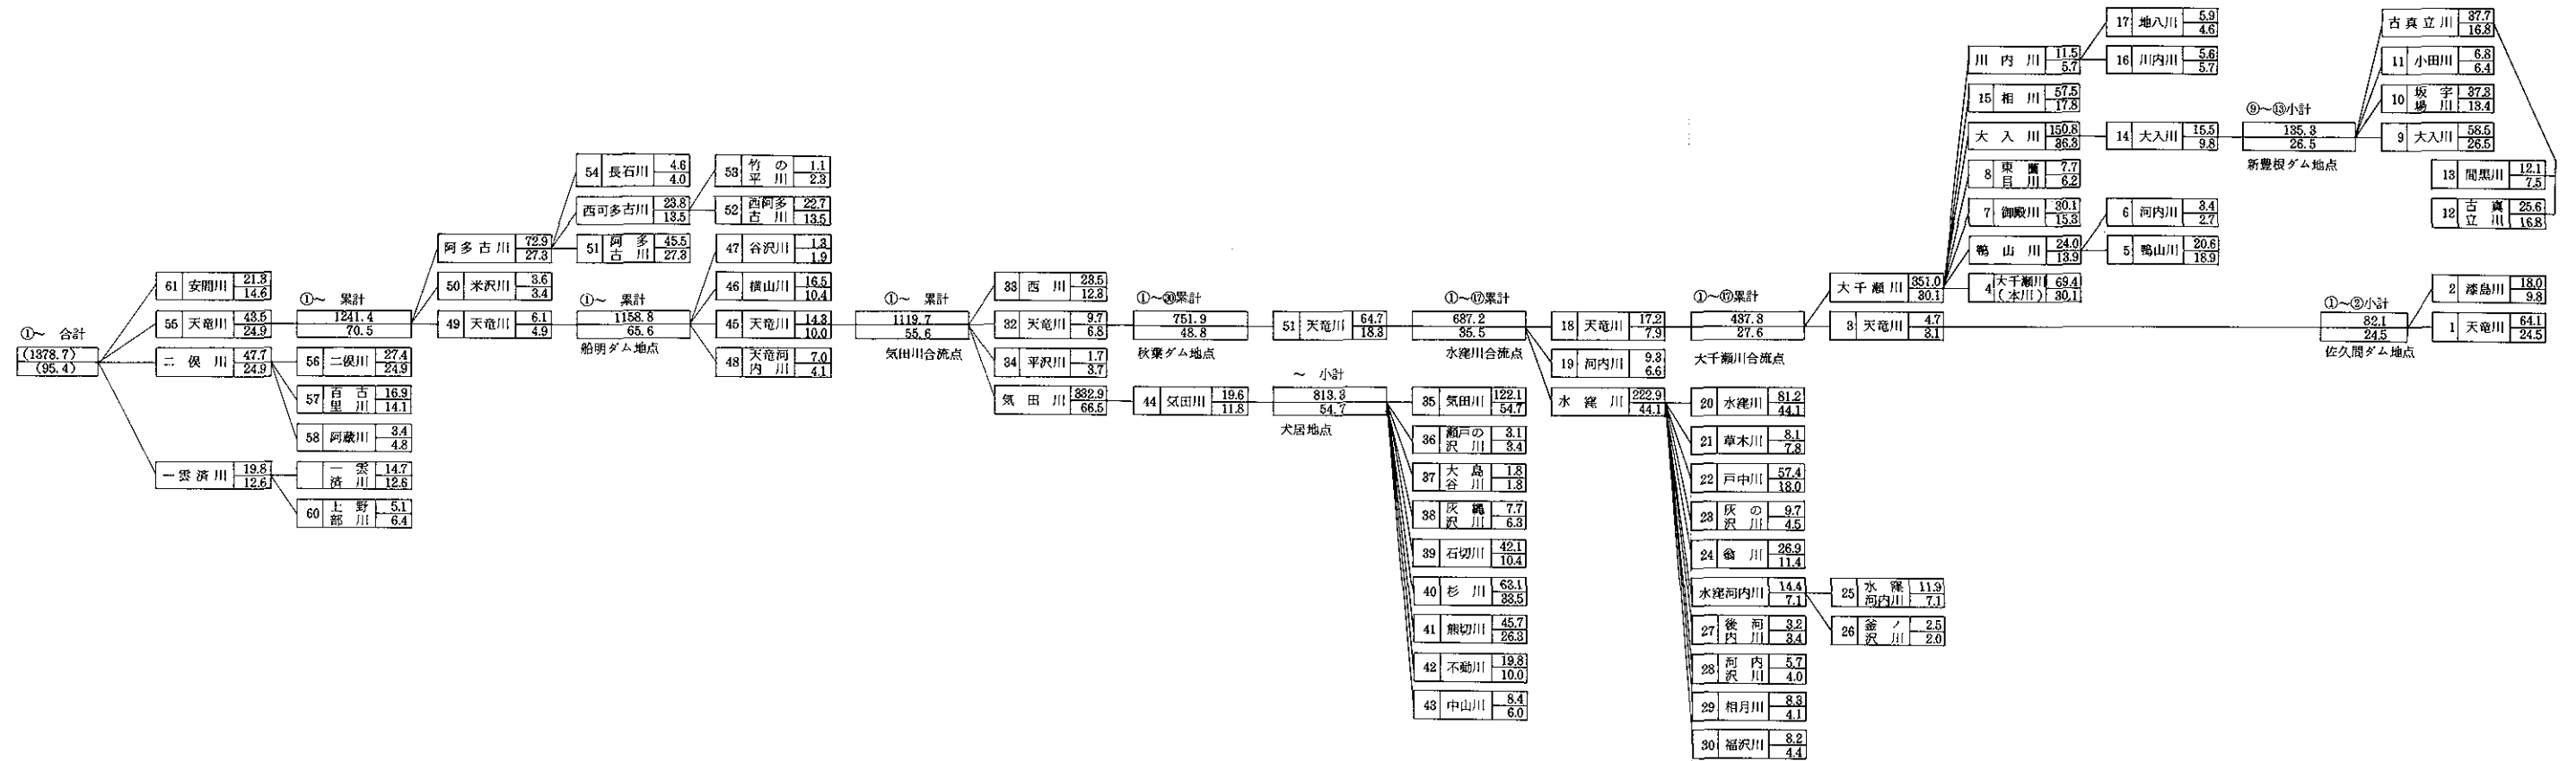 ①～ 合計
(1378.7)
(95.4)
61 安間川 21.3
14.6
55 天竜川 43.5
24.9
二俣川 47.7
24.9
一雲済川 19.8
12.6
①～ 累計
1241.4
70.5
56 二俣川 27.4
24.9
57 百古里川 16.9
14.1
58 阿蔵川 3.4
4.8
一雲済川 14.7
12.6
60 上野部川 5.1
6.4
阿多古川 72.9
27.3
50 米沢川 3.6
3.4
49 天竜川 6.1
4.9
54 長石川 4.6
4.0
西可多古川 23.8
13.5
51 阿多古川 45.5
27.3
①～ 累計
1158.8
65.6
船明ダム地点
53 竹の平川 1.1
2.3
52 西阿多古川 22.7
13.5
47 谷沢川 1.3
1.9
46 横山川 16.5
10.4
45 天竜川 14.3
10.0
48 天竜河内川 7.0
4.1
①～ 累計
1119.7
55.6
気田川合流点
33 西川 23.5
12.3
32 天竜川 9.7
6.8
34 平沢川 1.7
3.7
気田川 332.9
66.5
①～㉚累計
751.9
48.8
秋葉ダム地点
44 気田川 19.6
11.8
51 天竜川 64.7
18.3
～ 小計
813.3
54.7
犬居地点
①～⑰累計
687.2
35.5
水窪川合流点
35 気田川 122.1
54.7
36 瀬戸の沢川 3.1
3.4
37 大島谷川 1.8
1.8
38 灰縄沢川 7.7
6.3
39 石切川 42.1
10.4
40 杉川 63.1
33.5
41 熊切川 45.7
26.3
42 不動川 19.8
10.0
43 中山川 8.4
6.0
18 天竜川 17.2
7.9
19 河内川 9.3
6.6
水窪川 222.9
44.1
①～⑰累計
437.3
27.6
大千瀬川合流点
20 水窪川 81.2
44.1
21 草木川 8.1
7.8
22 戸中川 57.4
18.0
23 灰の沢川 9.7
4.5
24 翁川 26.9
11.4
水窪河内川 14.4
7.1
27 後河内川 3.2
3.4
28 河内沢川 5.7
4.0
29 相月川 8.3
4.1
30 福沢川 8.2
4.4
大千瀬川 351.0
30.1
3 天竜川 4.7
3.1
25 水窪河内川 11.9
7.1
26 釜ノ沢川 2.5
2.0
川内川 11.5
5.7
15 相川 57.5
17.8
大入川 150.8
36.3
8 東薗目川 7.7
6.2
7 御殿川 30.1
15.3
鴨山川 24.0
13.9
4 大千瀬川(本川) 69.4
30.1
17 地八川 5.9
4.6
16 川内川 5.6
5.7
14 大入川 15.5
9.8
6 河内川 3.4
2.7
5 鴨山川 20.6
18.9
⑨～⑬小計
135.3
26.5
新豊根ダム地点
①～②小計
82.1
24.5
佐久間ダム地点
古真立川 37.7
16.8
11 小田川 6.8
6.4
10 坂宇場川 37.3
13.4
9 大入川 58.5
26.5
13 間黒川 12.1
7.5
12 古真立川 25.6
16.8
2 漆島川 18.0
9.8
1 天竜川 64.1
24.5